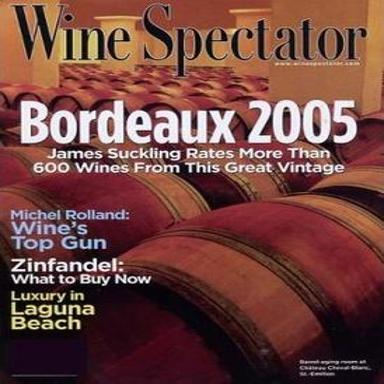 Wine Spectator
www.winespectator.com
Bordeaux 2005
James Suckling Rates More Than
600 Wines From This Great Vintage
Michel Rolland:
Wine's
Top Gun
Zinfandel:
What to Buy Now
Luxury in
Laguna
Beach
Barrel-aging room at
Château Cheval-Blanc,
St.-Emilion